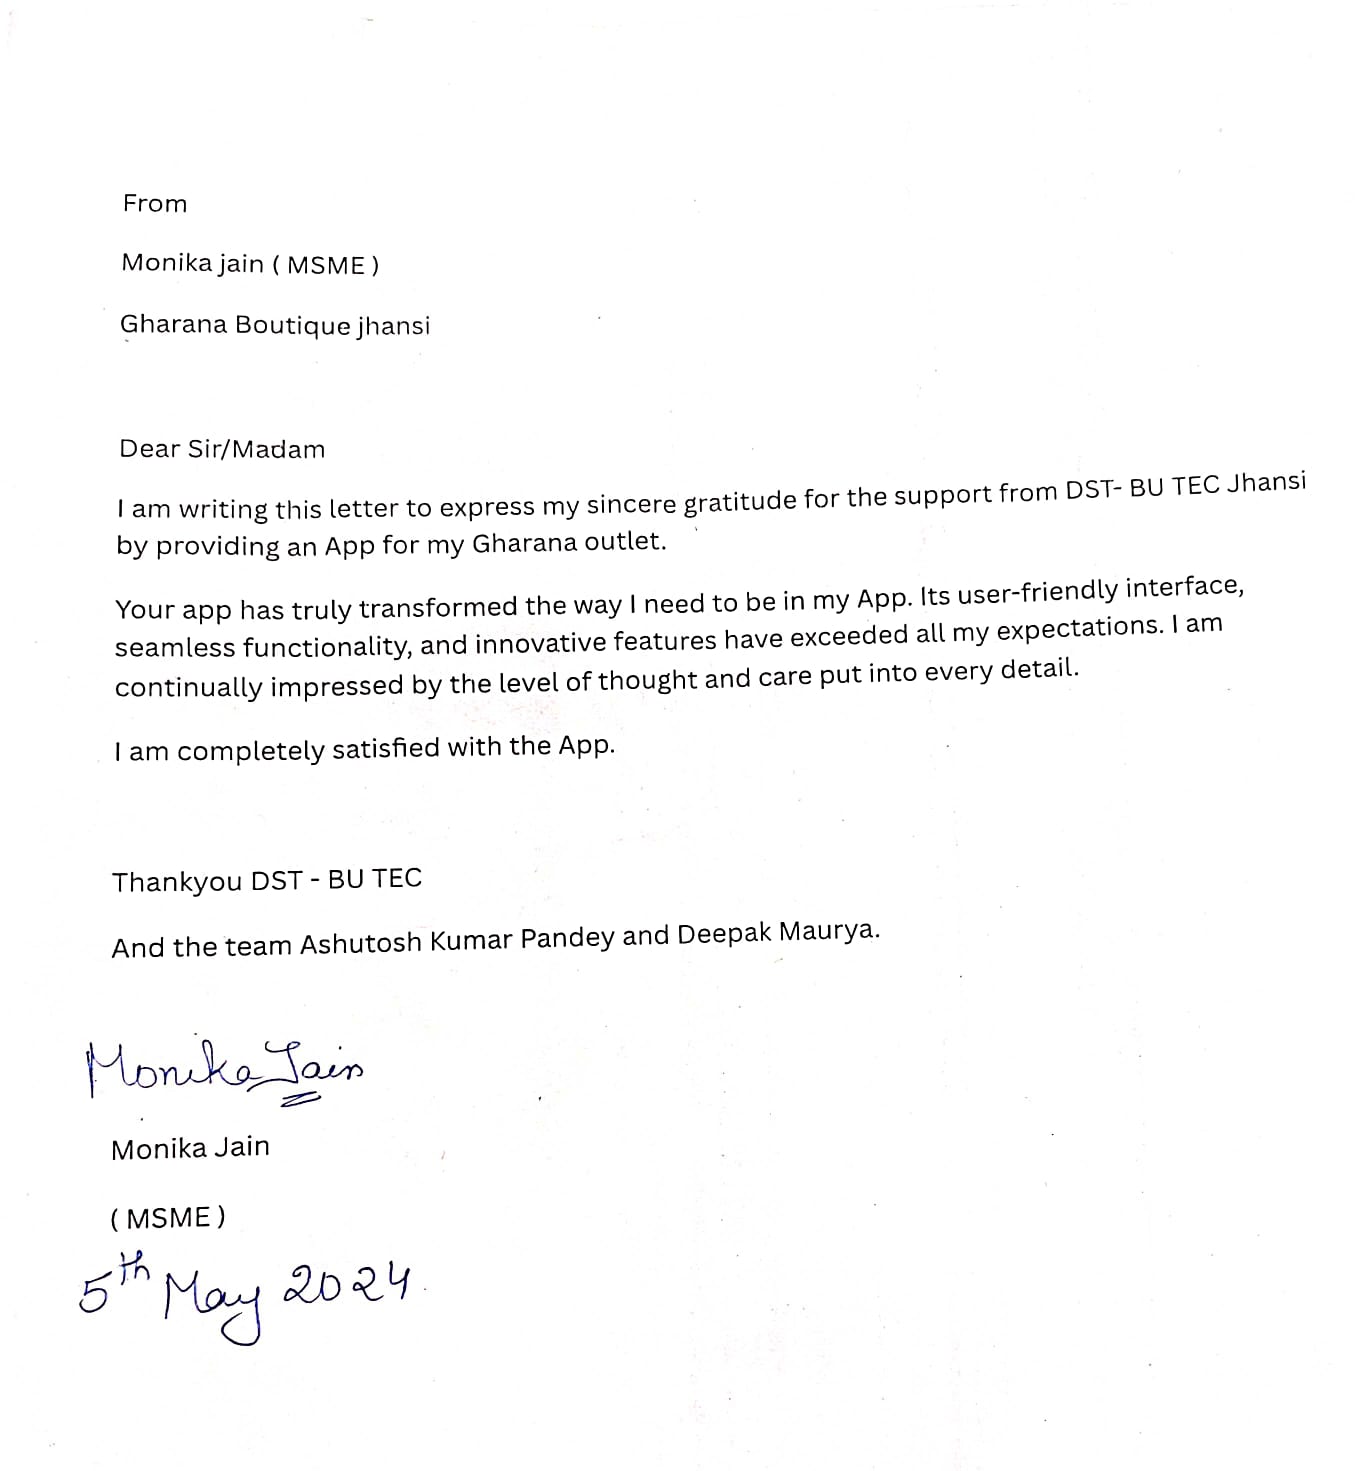 From
Monika jain ( MSME )
Gharana Boutique jhansi
Dear Sir/Madam
I am writing this letter to express my sincere gratitude for the support from DST- BU TEC Jhansi
by providing an App for my Gharana outlet.
Your app has truly transformed the way I need to be in my App. Its user-friendly interface,
seamless functionality, and innovative features have exceeded all my expectations. I am
continually impressed by the level of thought and care put into every detail.
I am completely satisfied with the App.
Thankyou DST - BU TEC
And the team Ashutosh Kumar Pandey and Deepak Maurya.
Monika Jain
Monika Jain
( MSME )
5th May 2024